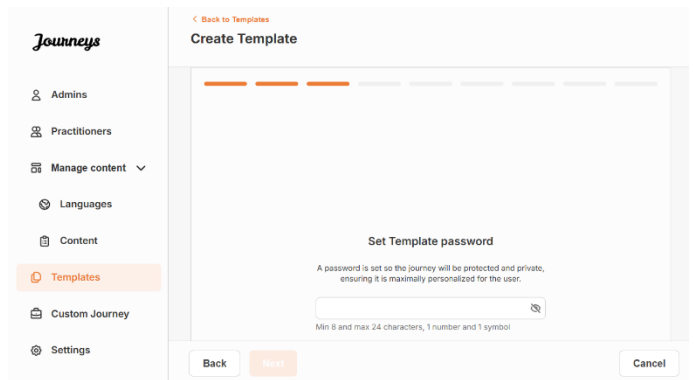 Journeys
Admins
Practitioners
Manage content
Languages
Content
Templates
Custom Journey
Settings
Back to Templates
Create Template
Set Template password
A password is set so the journey will be protected and private,
ensuring it is maximally personalized for the user.
Min 8 and max 24 characters, 1 number and 1 symbol
Back
Next
Cancel